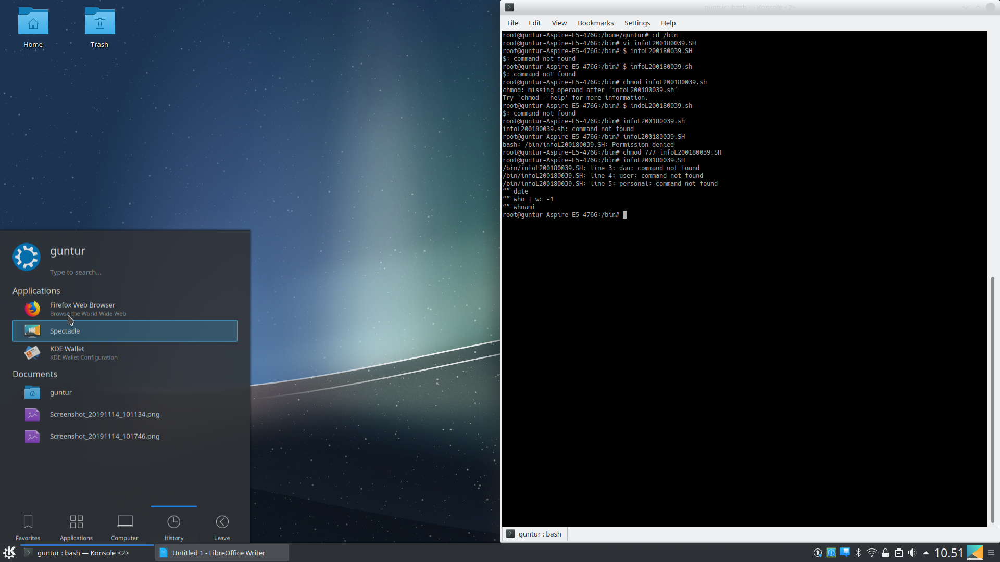 Home
Trash
guntur : bash — Konsole <2>
File Edit View Bookmarks Settings Help
root@guntur-Aspire-E5-476G:/home/guntur# cd /bin
root@guntur-Aspire-E5-476G:/bin# vi infoL200180039.SH
root@guntur-Aspire-E5-476G:/bin# $ infoL200180039.SH
$: command not found
root@guntur-Aspire-E5-476G:/bin# $ infoL200180039.sh
$: command not found
root@guntur-Aspire-E5-476G:/bin# chmod infoL200180039.sh
chmod: missing operand after ‘infoL200180039.sh’
Try 'chmod --help' for more information.
root@guntur-Aspire-E5-476G:/bin# $ indoL200180039.sh
$: command not found
root@guntur-Aspire-E5-476G:/bin# infoL200180039.sh
infoL200180039.sh: command not found
root@guntur-Aspire-E5-476G:/bin# infoL200180039.SH
bash: /bin/infoL200180039.SH: Permission denied
root@guntur-Aspire-E5-476G:/bin# chmod 777 infoL200180039.SH
root@guntur-Aspire-E5-476G:/bin# infoL200180039.SH
/bin/infoL200180039.SH: line 3: dan: command not found
/bin/infoL200180039.SH: line 4: user: command not found
/bin/infoL200180039.SH: line 5: personal: command not found
“” date
“” who | wc -1
“” whoami
root@guntur-Aspire-E5-476G:/bin#
guntur
Type to search...
Applications
Firefox Web Browser
Browse the World Wide Web
Spectacle
KDE Wallet
KDE Wallet Configuration
Documents
guntur
Screenshot_20191114_101134.png
Screenshot_20191114_101746.png
Favorites Applications Computer History Leave
guntur : bash
guntur : bash — Konsole <2>
Untitled 1 - LibreOffice Writer
10.51